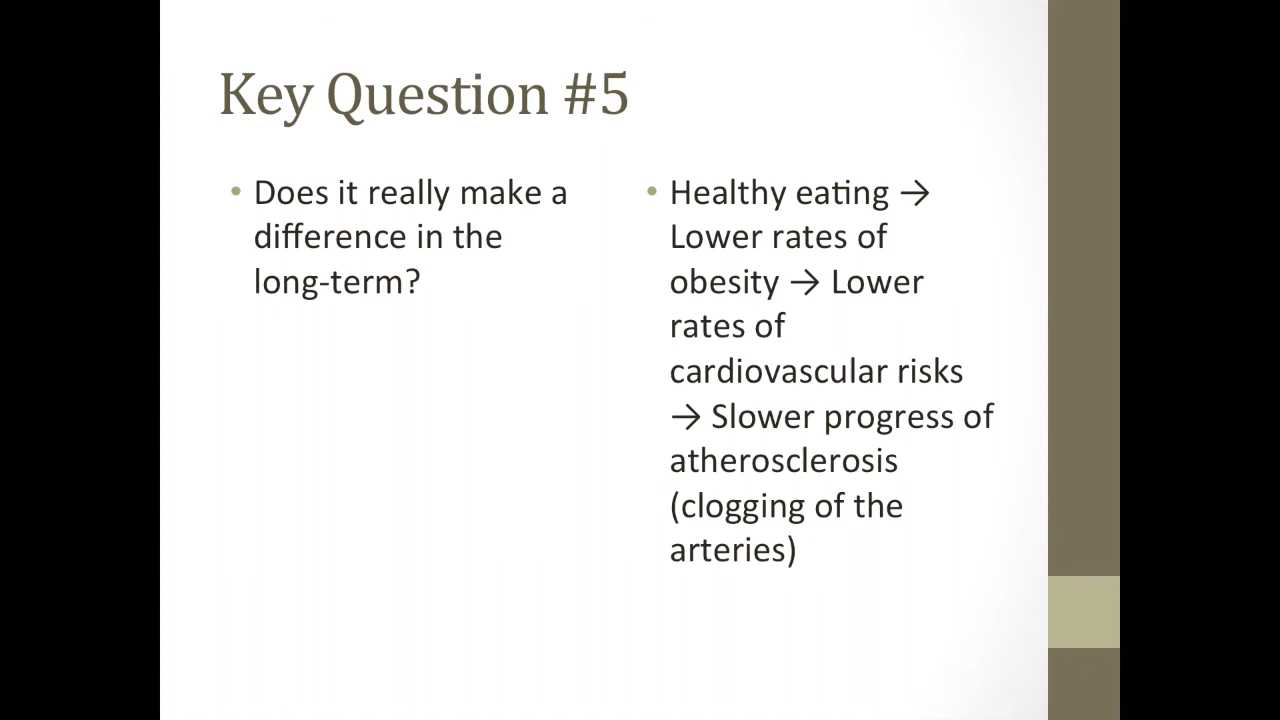 Key Question #5
• Does it really make a
difference in the
long-term?
• Healthy eating →
Lower rates of
obesity → Lower
rates of
cardiovascular risks
→ Slower progress of
atherosclerosis
(clogging of the
arteries)